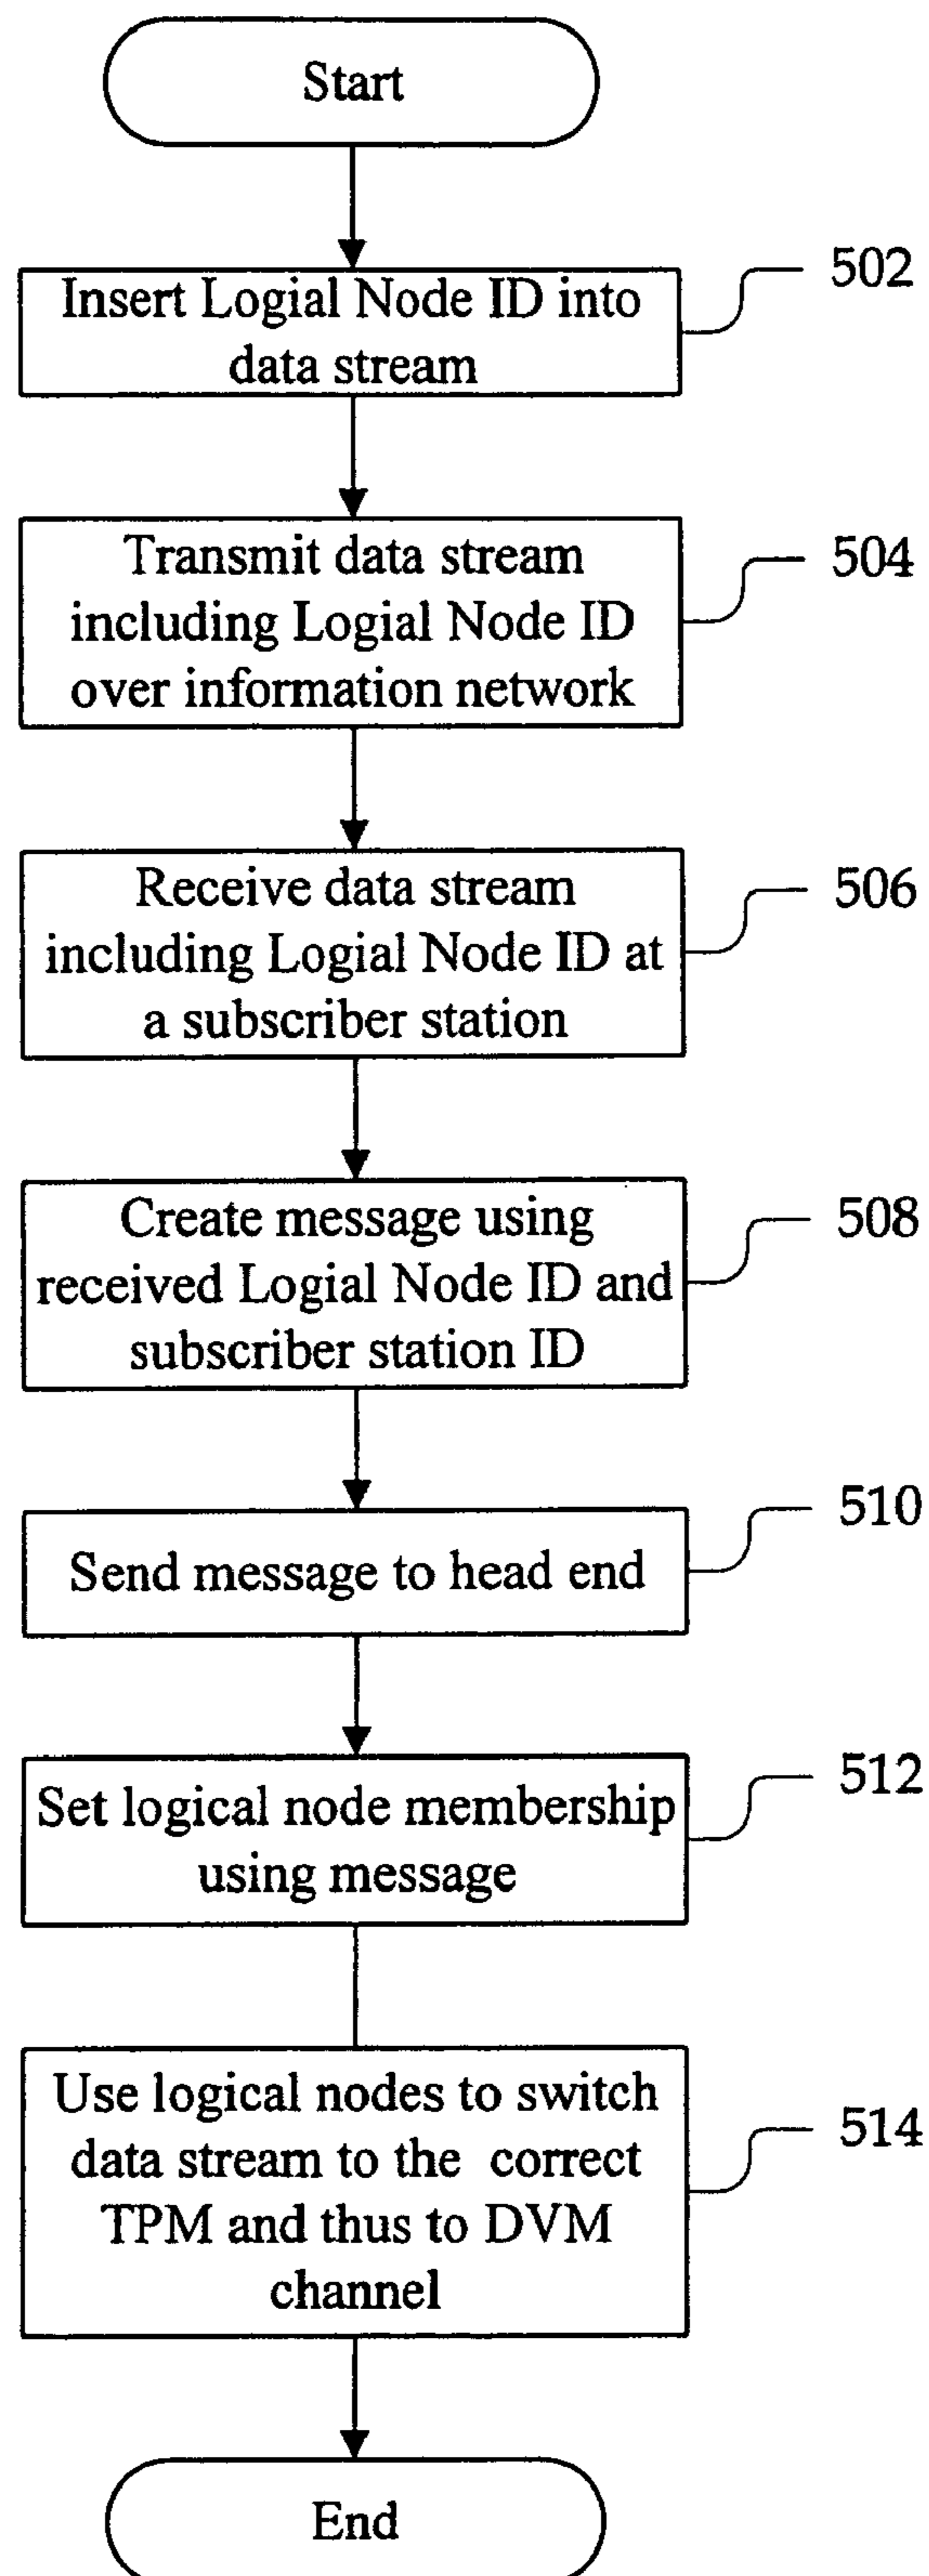 Start
502
Insert Logial Node ID into
data stream
504
Transmit data stream
including Logial Node ID
over information network
506
Receive data stream
including Logial Node ID at
a subscriber station
508
Create message using
received Logial Node ID and
subscriber station ID
510
Send message to head end
512
Set logical node membership
using message
514
Use logical nodes to switch
data stream to the correct
TPM and thus to DVM
channel
End